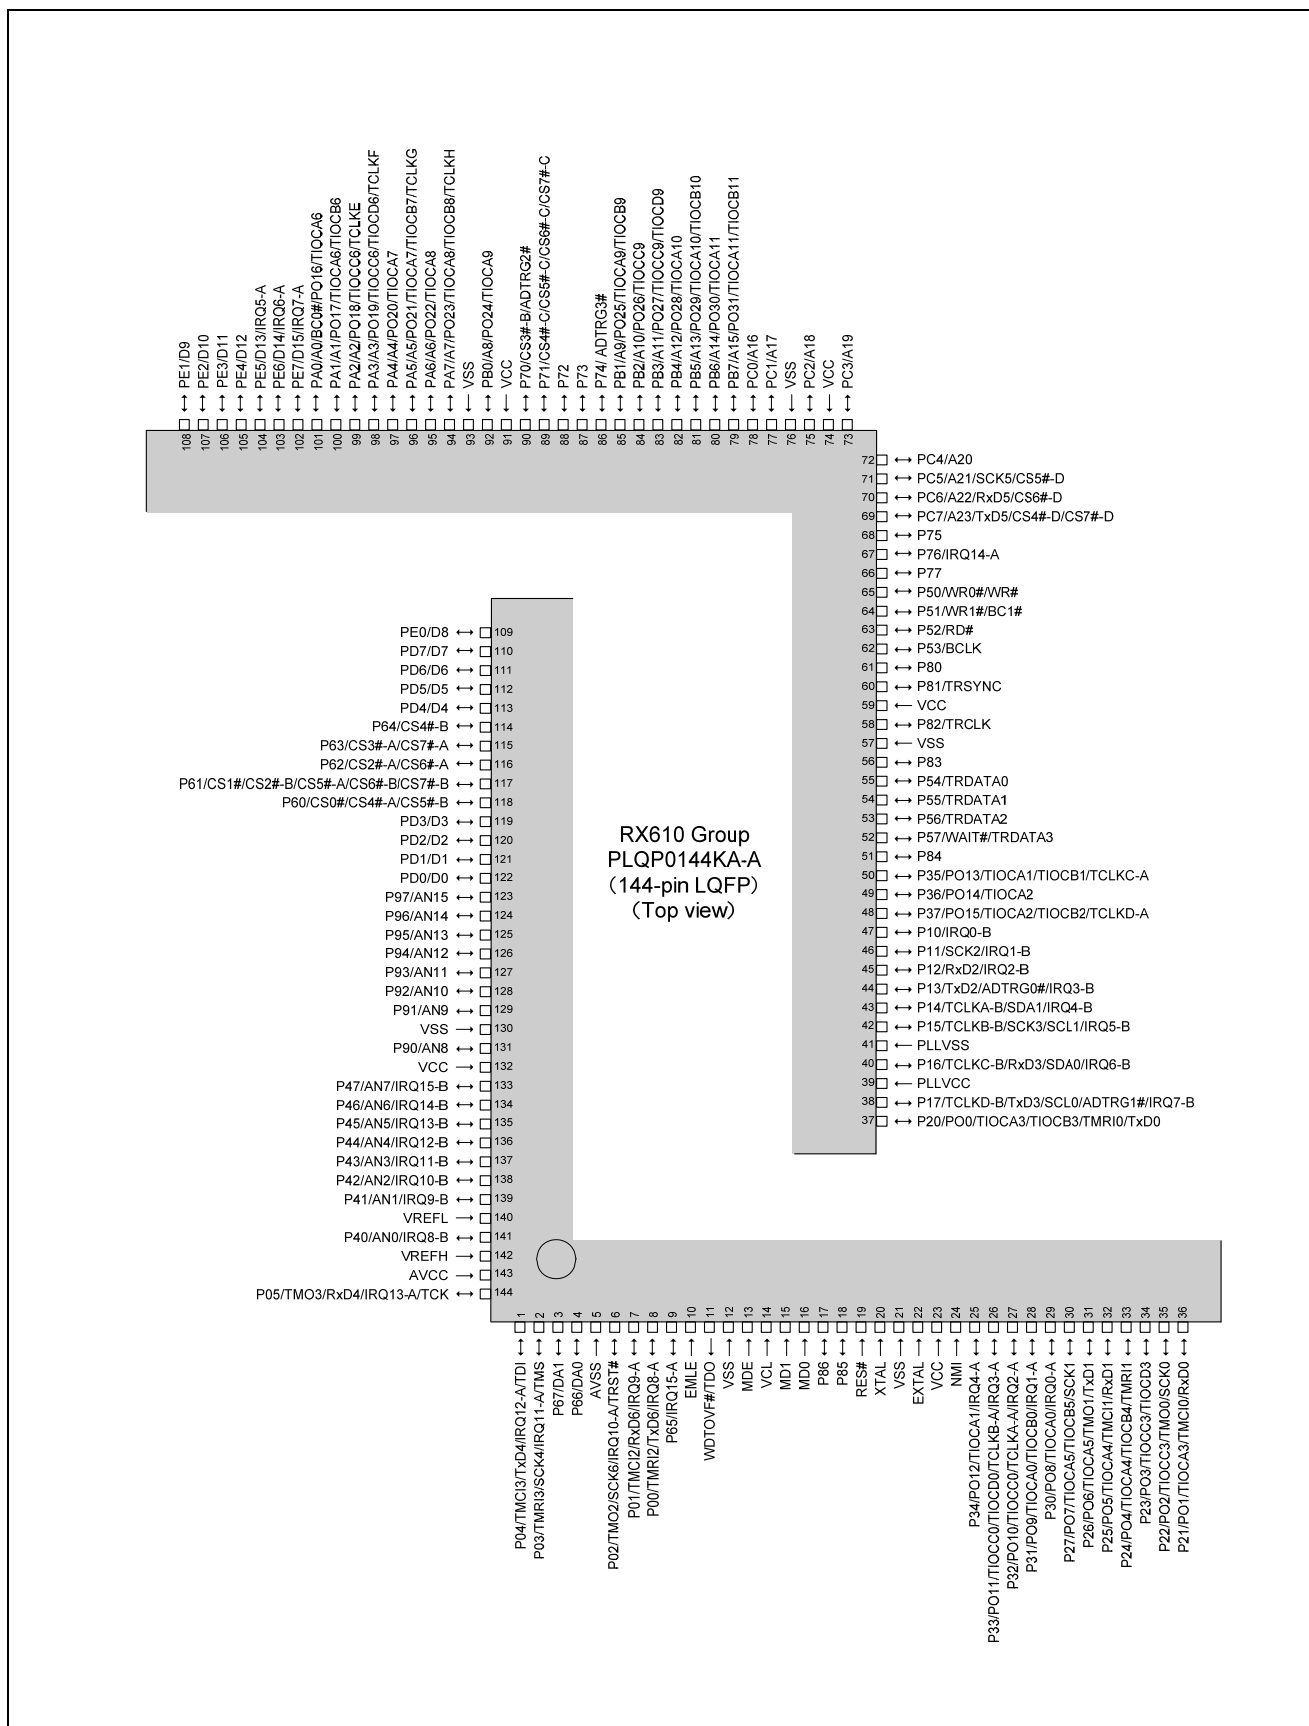 PE1/D9
PE2/D10
PE3/D11
PE4/D12
PE5/D13/IRQ5-A
PE6/D14/IRQ6-A
PE7/D15/IRQ7-A
PA0/A0/BC0#/PO16/TIOCA6
PA1/A1/PO17/TIOCA6/TIOCB6
PA2/A2/PO18/TIOCC6/TCLKE
PA3/A3/PO19/TIOCC6/TIOCD6/TCLKF
PA4/A4/PO20/TIOCA7
PA5/A5/PO21/TIOCA7/TIOCB7/TCLKG
PA6/A6/PO22/TIOCA8
PA7/A7/PO23/TIOCA8/TIOCB8/TCLKH
VSS
PB0/A8/PO24/TIOCA9
VCC
P70/CS3#-B/ADTRG2#
P71/CS4#-C/CS5#-C/CS6#-C/CS7#-C
P72
P73
P74/ ADTRG3#
PB1/A9/PO25/TIOCA9/TIOCB9
PB2/A10/PO26/TIOCC9
PB3/A11/PO27/TIOCC9/TIOCD9
PB4/A12/PO28/TIOCA10
PB5/A13/PO29/TIOCA10/TIOCB10
PB6/A14/PO30/TIOCA11
PB7/A15/PO31/TIOCA11/TIOCB11
PC0/A16
PC1/A17
VSS
PC2/A18
VCC
PC3/A19
108
107
106
105
104
103
102
101
100
99
98
97
96
95
94
93
92
91
90
89
88
87
86
85
84
83
82
81
80
79
78
77
76
75
74
73
72 PC4/A20
71 PC5/A21/SCK5/CS5#-D
70 PC6/A22/RxD5/CS6#-D
69 PC7/A23/TxD5/CS4#-D/CS7#-D
68 P75
67 P76/IRQ14-A
66 P77
65 P50/WR0#/WR#
64 P51/WR1#/BC1#
63 P52/RD#
62 P53/BCLK
61 P80
60 P81/TRSYNC
59 VCC
58 P82/TRCLK
57 VSS
56 P83
55 P54/TRDATA0
54 P55/TRDATA1
53 P56/TRDATA2
52 P57/WAIT#/TRDATA3
51 P84
50 P35/PO13/TIOCA1/TIOCB1/TCLKC-A
49 P36/PO14/TIOCA2
48 P37/PO15/TIOCA2/TIOCB2/TCLKD-A
47 P10/IRQ0-B
46 P11/SCK2/IRQ1-B
45 P12/RxD2/IRQ2-B
44 P13/TxD2/ADTRG0#/IRQ3-B
43 P14/TCLKA-B/SDA1/IRQ4-B
42 P15/TCLKB-B/SCK3/SCL1/IRQ5-B
41 PLLVSS
40 P16/TCLKC-B/RxD3/SDA0/IRQ6-B
39 PLLVCC
38 P17/TCLKD-B/TxD3/SCL0/ADTRG1#/IRQ7-B
37 P20/PO0/TIOCA3/TIOCB3/TMRI0/TxD0
PE0/D8 109
PD7/D7 110
PD6/D6 111
PD5/D5 112
PD4/D4 113
P64/CS4#-B 114
P63/CS3#-A/CS7#-A 115
P62/CS2#-A/CS6#-A 116
P61/CS1#/CS2#-B/CS5#-A/CS6#-B/CS7#-B 117
P60/CS0#/CS4#-A/CS5#-B 118
PD3/D3 119
PD2/D2 120
PD1/D1 121
PD0/D0 122
P97/AN15 123
P96/AN14 124
P95/AN13 125
P94/AN12 126
P93/AN11 127
P92/AN10 128
P91/AN9 129
VSS 130
P90/AN8 131
VCC 132
P47/AN7/IRQ15-B 133
P46/AN6/IRQ14-B 134
P45/AN5/IRQ13-B 135
P44/AN4/IRQ12-B 136
P43/AN3/IRQ11-B 137
P42/AN2/IRQ10-B 138
P41/AN1/IRQ9-B 139
VREFL 140
P40/AN0/IRQ8-B 141
VREFH 142
AVCC 143
P05/TMO3/RxD4/IRQ13-A/TCK 144
RX610 Group
PLQP0144KA-A
(144-pin LQFP)
(Top view)
1
2
3
4
5
6
7
8
9
10
11
12
13
14
15
16
17
18
19
20
21
22
23
24
25
26
27
28
29
30
31
32
33
34
35
36
P04/TMCI3/TxD4/IRQ12-A/TDI
P03/TMRI3/SCK4/IRQ11-A/TMS
P67/DA1
P66/DA0
AVSS
P02/TMO2/SCK6/IRQ10-A/TRST#
P01/TMCI2/RxD6/IRQ9-A
P00/TMRI2/TxD6/IRQ8-A
P65/IRQ15-A
EMLE
WDTOVF#/TDO
VSS
MDE
VCL
MD1
MD0
P86
P85
RES#
XTAL
VSS
EXTAL
VCC
NMI
P34/PO12/TIOCA1/IRQ4-A
P33/PO11/TIOCC0/TIOCD0/TCLKB-A/IRQ3-A
P32/PO10/TIOCC0/TCLKA-A/IRQ2-A
P31/PO9/TIOCA0/TIOCB0/IRQ1-A
P30/PO8/TIOCA0/IRQ0-A
P27/PO7/TIOCA5/TIOCB5/SCK1
P26/PO6/TIOCA5/TMO1/TxD1
P25/PO5/TIOCA4/TMCI1/RxD1
P24/PO4/TIOCA4/TIOCB4/TMRI1
P23/PO3/TIOCC3/TIOCD3
P22/PO2/TIOCC3/TMO0/SCK0
P21/PO1/TIOCA3/TMCI0/RxD0